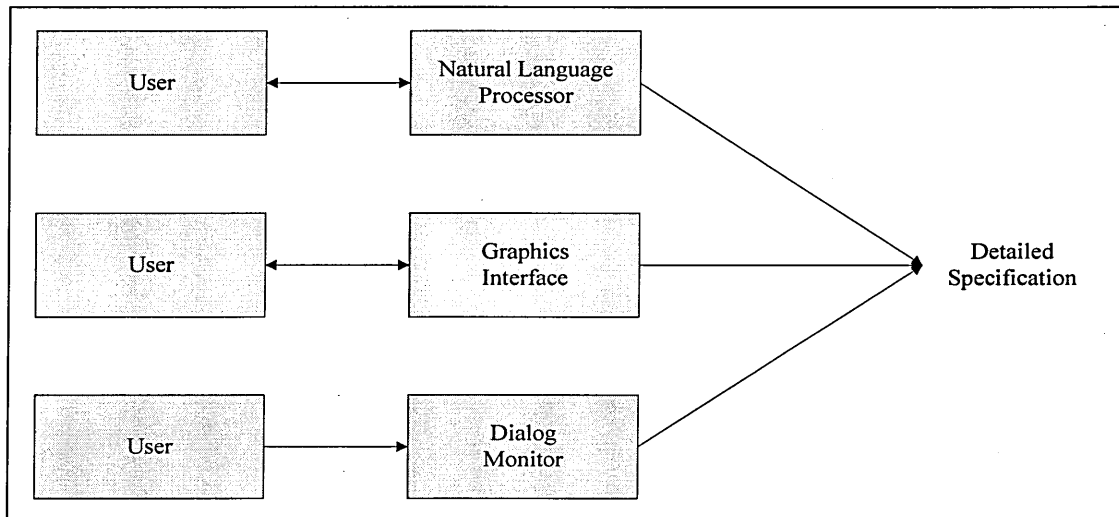 User
Natural Language
Processor
User
Graphics
Interface
Detailed
Specification
User
Dialog
Monitor